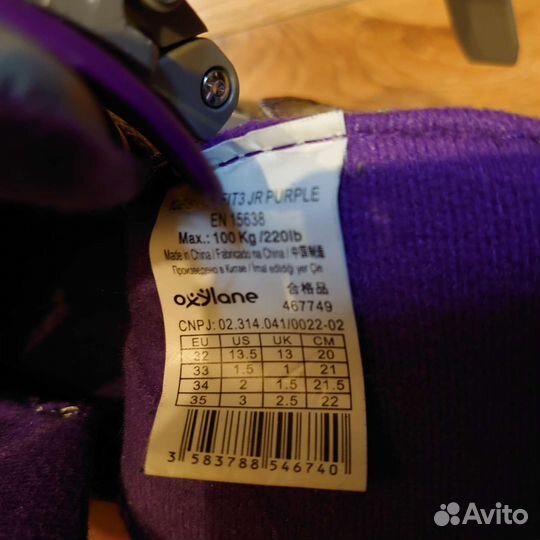 FIT3 JR PURPLE
EN 15638
Max.: 100 Kg /220lb
Made in China / Fabricado na China / 中国制造
Произведено в Китае / Imal edildiği yer Çin
合格品
oxylane
467749
CNPJ: 02.314.041/0022-02
EU US UK CM
32 13.5 13 20
33 1.5 1 21
34 2 1.5 21.5
35 3 2.5 22
3 583788 546740
Avito